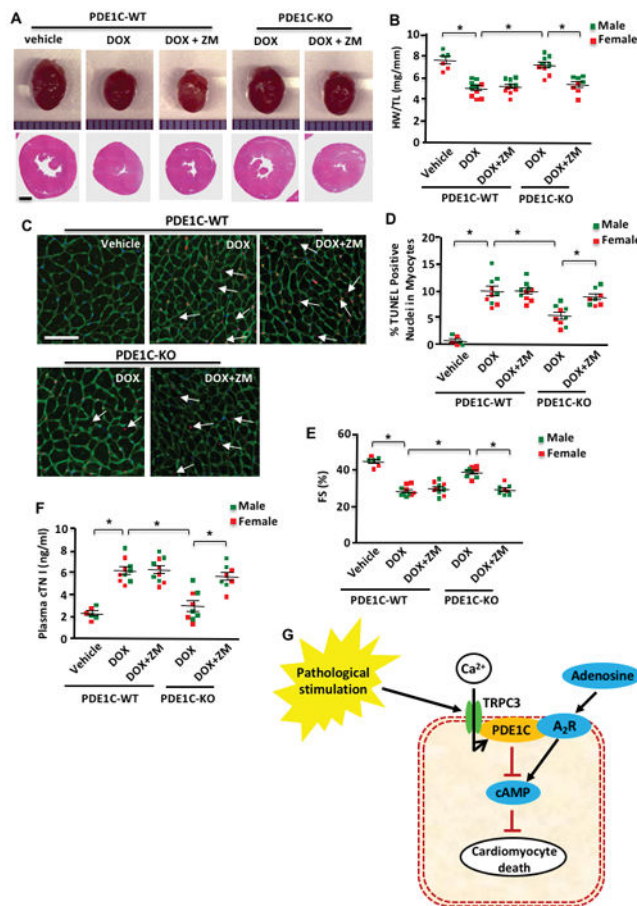 A
PDE1C-WT
PDE1C-KO
vehicle DOX DOX + ZM DOX DOX + ZM
B
Male
Female
HW/TL (mg/mm)
10
8
6
4
2
0
* * *
Vehicle DOX DOX+ZM DOX DOX+ZM
PDE1C-WT PDE1C-KO
C
PDE1C-WT
Vehicle DOX DOX+ZM
PDE1C-KO
DOX DOX+ZM
D
Male
Female
% TUNEL Positive
Nuclei in Myocytes
20
15
10
5
0
* * *
Vehicle DOX DOX+ZM DOX DOX+ZM
PDE1C-WT PDE1C-KO
E
Male
Female
FS (%)
60
40
20
0
* * *
Vehicle DOX DOX+ZM DOX DOX+ZM
PDE1C-WT PDE1C-KO
F
Male
Female
Plasma cTN I (ng/ml)
10
8
6
4
2
0
* * *
Vehicle DOX DOX+ZM DOX DOX+ZM
PDE1C-WT PDE1C-KO
G
Pathological
stimulation
Ca²⁺
TRPC3
Adenosine
PDE1C
A₂R
cAMP
Cardiomyocyte
death